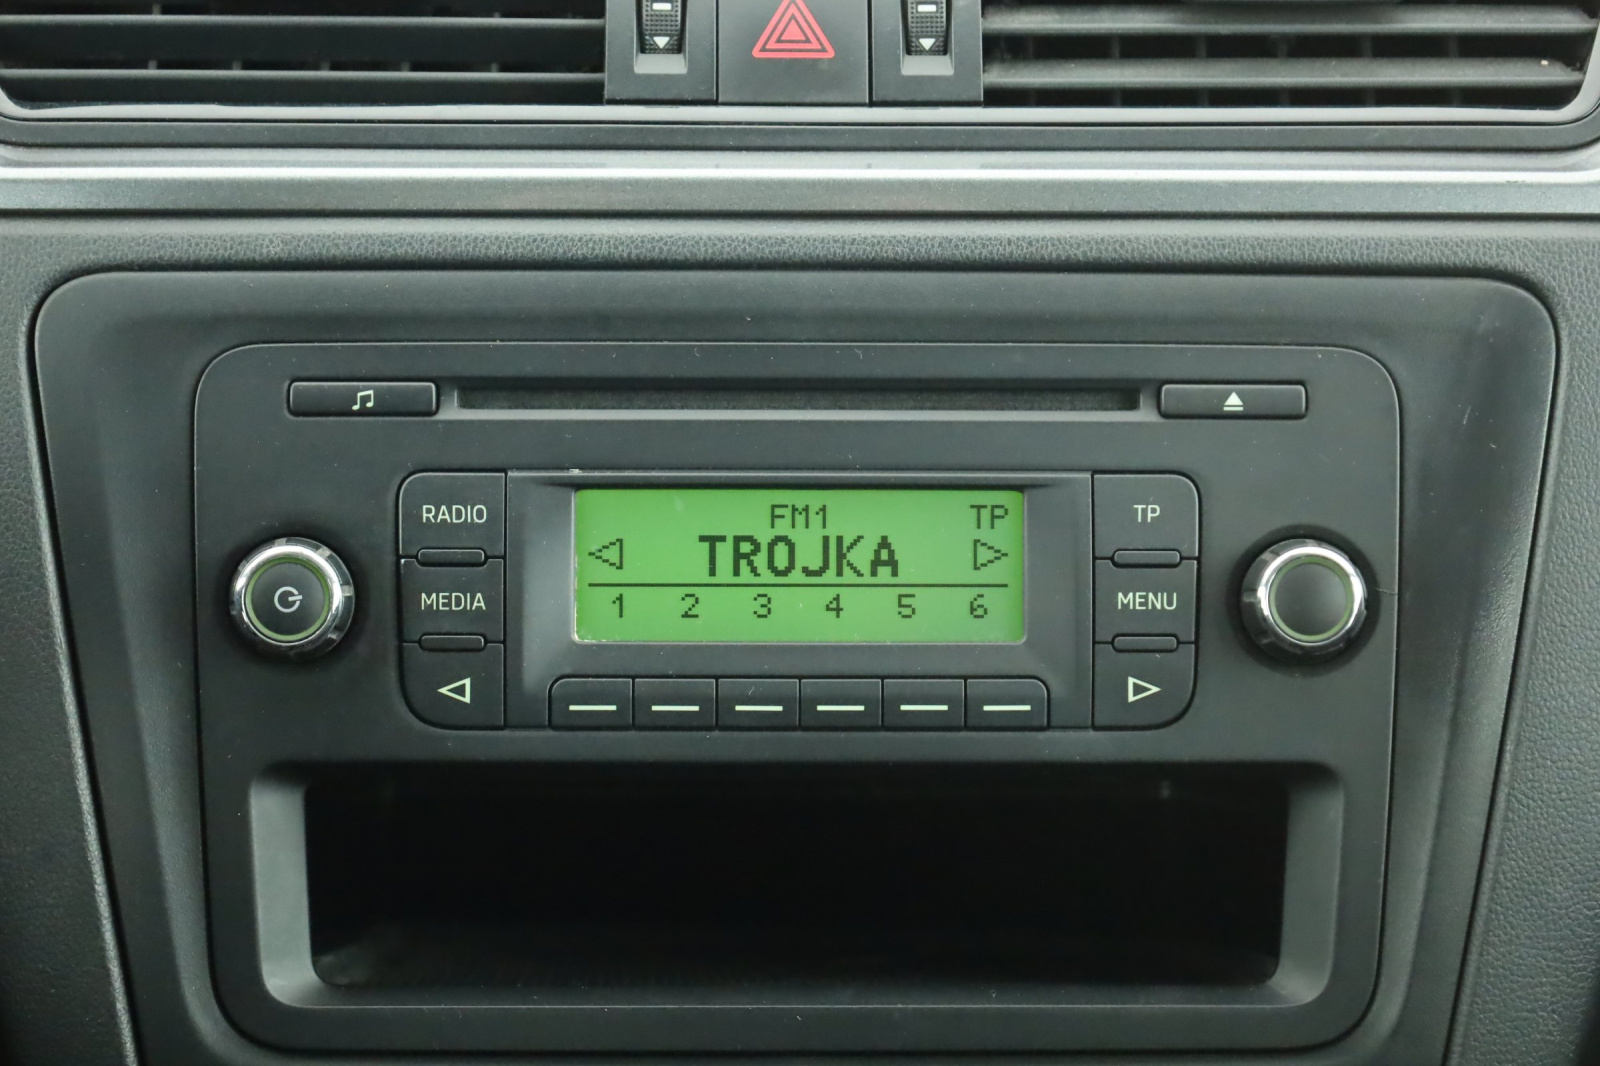 RADIO
MEDIA
FM1 TP
TROJKA
1 2 3 4 5 6
TP
MENU